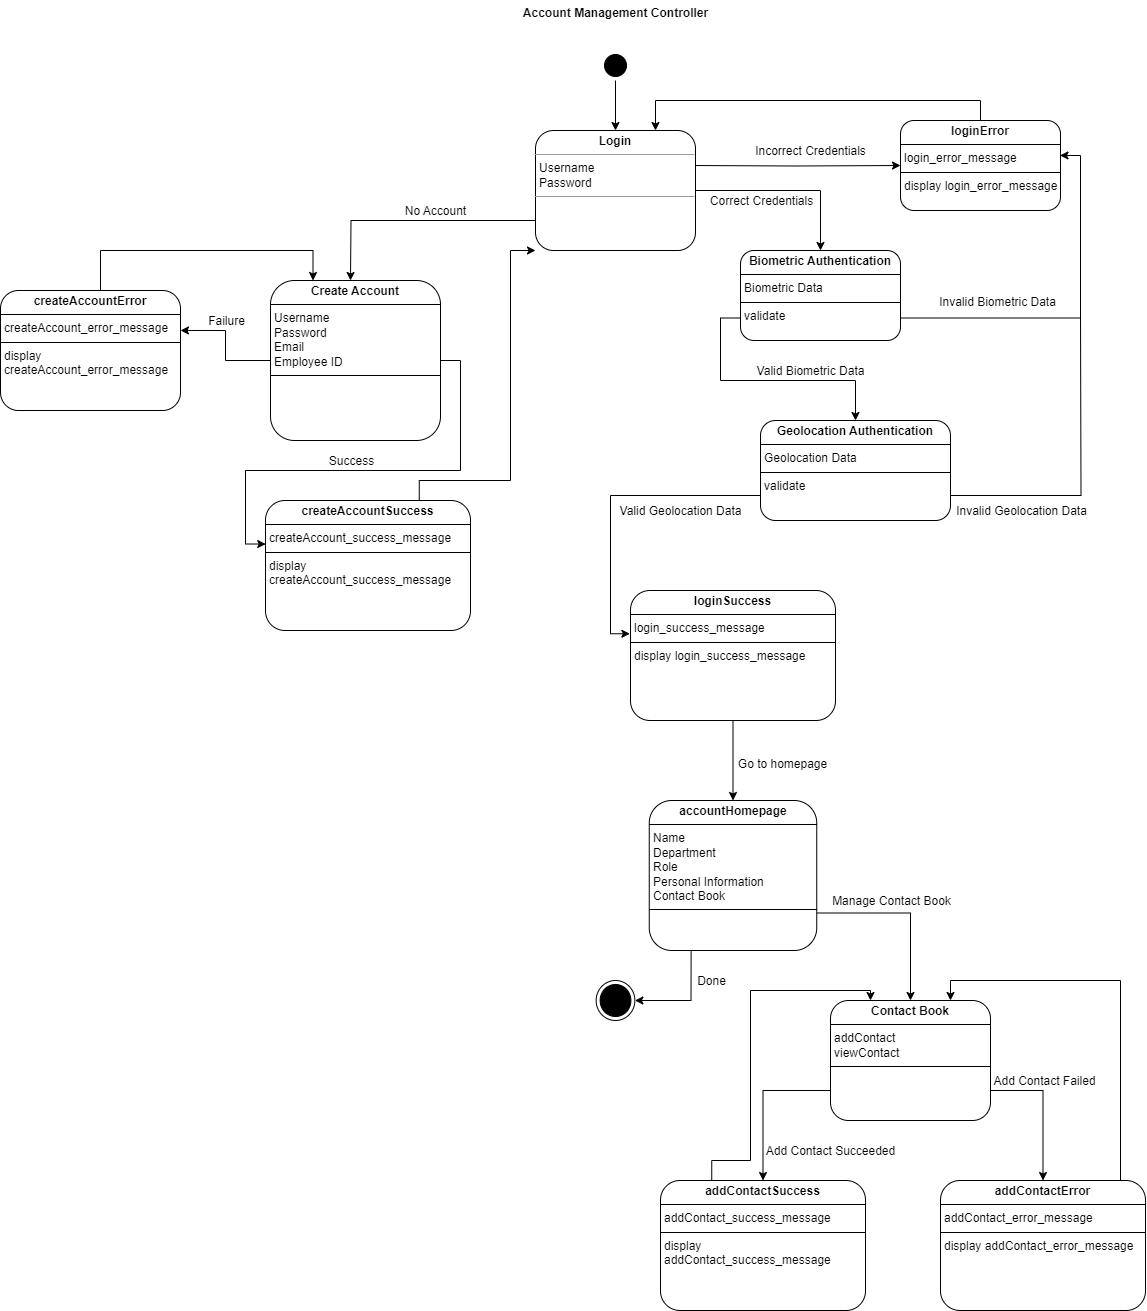 Account Management Controller
Login
Username
Password
Incorrect Credentials
loginError
login_error_message
display login_error_message
Correct Credentials
No Account
Biometric Authentication
Biometric Data
validate
Invalid Biometric Data
Valid Biometric Data
createAccountError
createAccount_error_message
display
createAccount_error_message
Failure
Create Account
Username
Password
Email
Employee ID
Success
Geolocation Authentication
Geolocation Data
validate
Valid Geolocation Data
Invalid Geolocation Data
createAccountSuccess
createAccount_success_message
display
createAccount_success_message
loginSuccess
login_success_message
display login_success_message
Go to homepage
accountHomepage
Name
Department
Role
Personal Information
Contact Book
Manage Contact Book
Done
Contact Book
addContact
viewContact
Add Contact Failed
Add Contact Succeeded
addContactSuccess
addContact_success_message
display
addContact_success_message
addContactError
addContact_error_message
display addContact_error_message